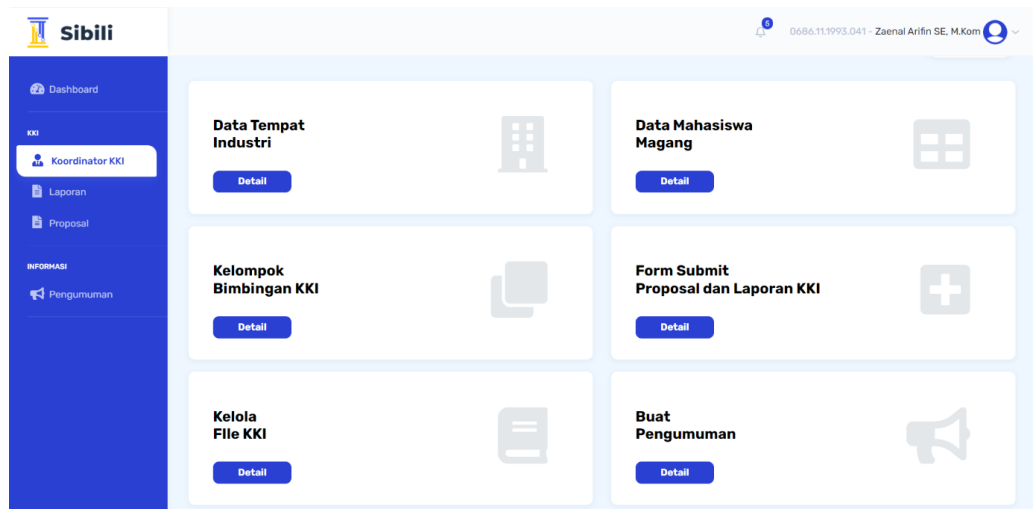 Sibili
5
0686.11.1993.041 - Zaenal Arifin SE, M.Kom
Dashboard
KKI
Koordinator KKI
Laporan
Proposal
INFORMASI
Pengumuman
Data Tempat
Industri
Detail
Data Mahasiswa
Magang
Detail
Kelompok
Bimbingan KKI
Detail
Form Submit
Proposal dan Laporan KKI
Detail
Kelola
FIle KKI
Detail
Buat
Pengumuman
Detail